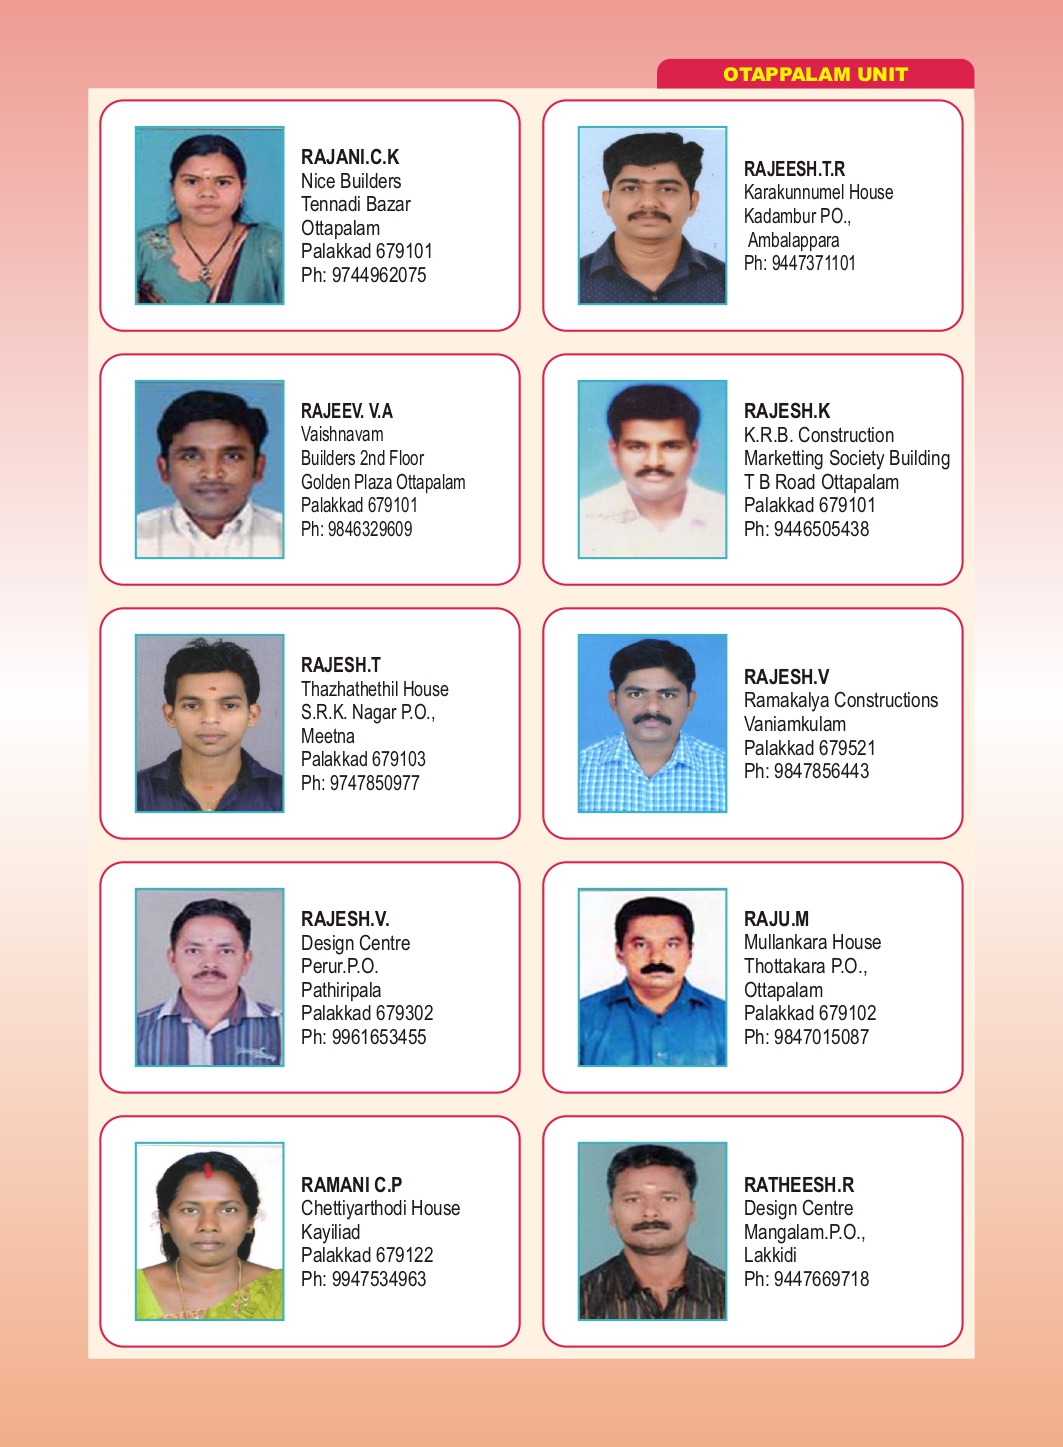 OTAPPALAM UNIT
RAJANI.C.K
Nice Builders
Tennadi Bazar
Ottapalam
Palakkad 679101
Ph: 9744962075
RAJEESH.T.R
Karakunnumel House
Kadambur PO.,
Ambalappara
Ph: 9447371101
RAJEEV. V.A
Vaishnavam
Builders 2nd Floor
Golden Plaza Ottapalam
Palakkad 679101
Ph: 9846329609
RAJESH.K
K.R.B. Construction
Marketting Society Building
T B Road Ottapalam
Palakkad 679101
Ph: 9446505438
RAJESH.T
Thazhathethil House
S.R.K. Nagar P.O.,
Meetna
Palakkad 679103
Ph: 9747850977
RAJESH.V
Ramakalya Constructions
Vaniamkulam
Palakkad 679521
Ph: 9847856443
RAJESH.V.
Design Centre
Perur.P.O.
Pathiripala
Palakkad 679302
Ph: 9961653455
RAJU.M
Mullankara House
Thottakara P.O.,
Ottapalam
Palakkad 679102
Ph: 9847015087
RAMANI C.P
Chettiyarthodi House
Kayiliad
Palakkad 679122
Ph: 9947534963
RATHEESH.R
Design Centre
Mangalam.P.O.,
Lakkidi
Ph: 9447669718